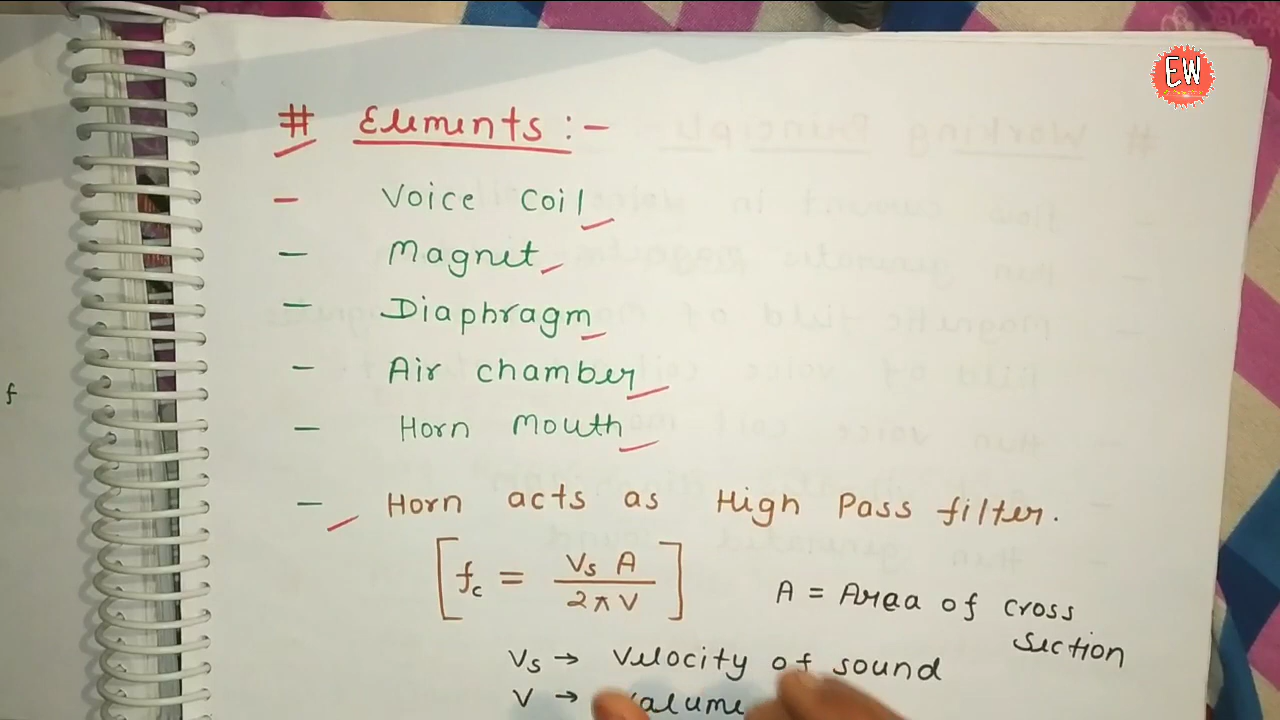 EW
# Elements :-
- Voice Coil
- Magnet
- Diaphragm
- Air chamber
- Horn Mouth
- Horn acts as High Pass filter.
[fc = Vs A / 2πV]
A = Area of cross section
Vs → Velocity of sound
V →
f